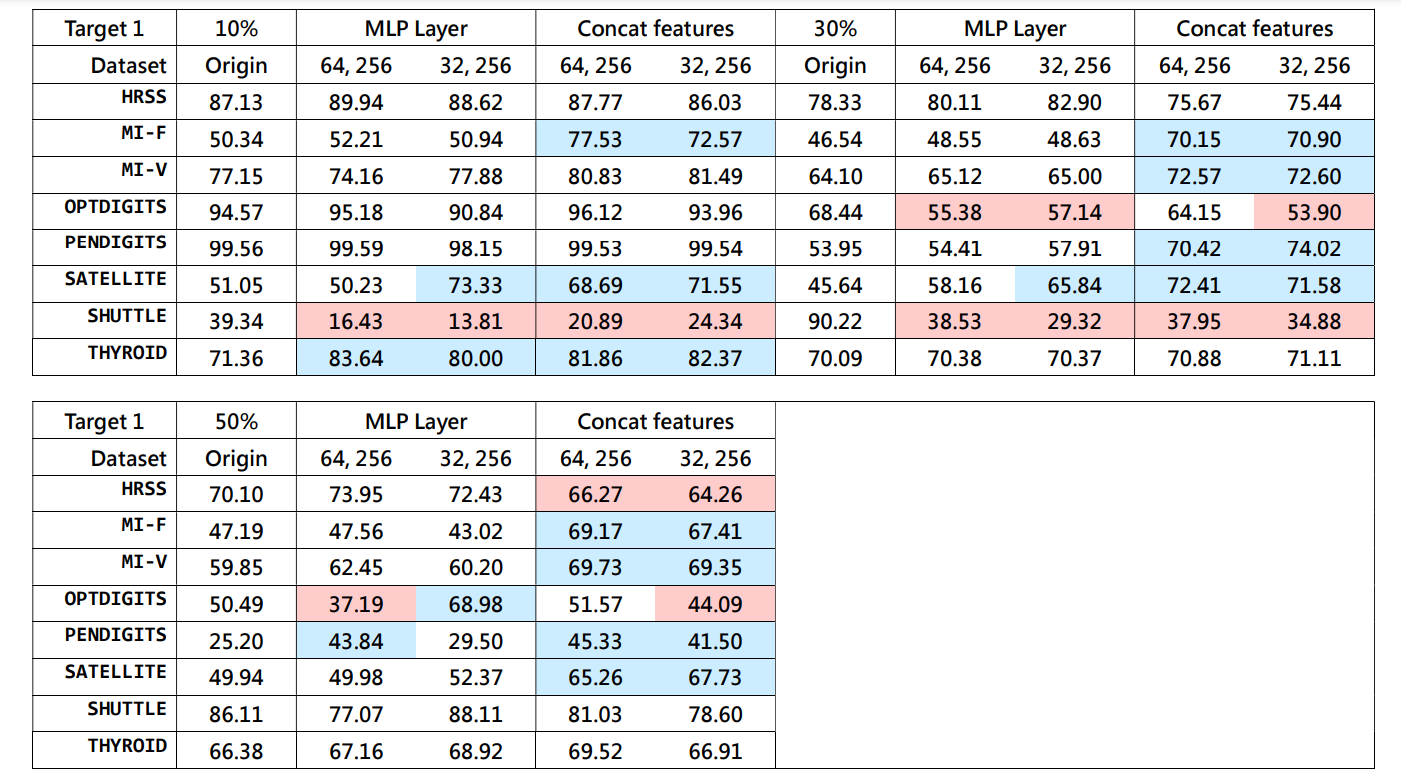 Target 1 10% MLP Layer Concat features 30% MLP Layer Concat features
Dataset Origin 64, 256 32, 256 64, 256 32, 256 Origin 64, 256 32, 256 64, 256 32, 256
HRSS 87.13 89.94 88.62 87.77 86.03 78.33 80.11 82.90 75.67 75.44
MI-F 50.34 52.21 50.94 77.53 72.57 46.54 48.55 48.63 70.15 70.90
MI-V 77.15 74.16 77.88 80.83 81.49 64.10 65.12 65.00 72.57 72.60
OPTDIGITS 94.57 95.18 90.84 96.12 93.96 68.44 55.38 57.14 64.15 53.90
PENDIGITS 99.56 99.59 98.15 99.53 99.54 53.95 54.41 57.91 70.42 74.02
SATELLITE 51.05 50.23 73.33 68.69 71.55 45.64 58.16 65.84 72.41 71.58
SHUTTLE 39.34 16.43 13.81 20.89 24.34 90.22 38.53 29.32 37.95 34.88
THYROID 71.36 83.64 80.00 81.86 82.37 70.09 70.38 70.37 70.88 71.11
Target 1 50% MLP Layer Concat features
Dataset Origin 64, 256 32, 256 64, 256 32, 256
HRSS 70.10 73.95 72.43 66.27 64.26
MI-F 47.19 47.56 43.02 69.17 67.41
MI-V 59.85 62.45 60.20 69.73 69.35
OPTDIGITS 50.49 37.19 68.98 51.57 44.09
PENDIGITS 25.20 43.84 29.50 45.33 41.50
SATELLITE 49.94 49.98 52.37 65.26 67.73
SHUTTLE 86.11 77.07 88.11 81.03 78.60
THYROID 66.38 67.16 68.92 69.52 66.91